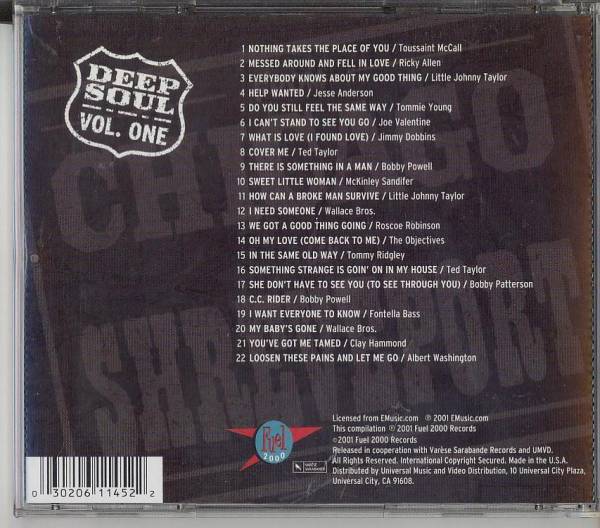 DEEP
SOUL
VOL. ONE
1 NOTHING TAKES THE PLACE OF YOU / Toussaint McCall
2 MESSED AROUND AND FELL IN LOVE / Ricky Allen
3 EVERYBODY KNOWS ABOUT MY GOOD THING / Little Johnny Taylor
4 HELP WANTED / Jesse Anderson
5 DO YOU STILL FEEL THE SAME WAY / Tommie Young
6 I CAN'T STAND TO SEE YOU GO / Joe Valentine
7 WHAT IS LOVE (I FOUND LOVE) / Jimmy Dobbins
8 COVER ME / Ted Taylor
9 THERE IS SOMETHING IN A MAN / Bobby Powell
10 SWEET LITTLE WOMAN / McKinley Sandifer
11 HOW CAN A BROKE MAN SURVIVE / Little Johnny Taylor
12 I NEED SOMEONE / Wallace Bros.
13 WE GOT A GOOD THING GOING / Roscoe Robinson
14 OH MY LOVE (COME BACK TO ME) / The Objectives
15 IN THE SAME OLD WAY / Tommy Ridgley
16 SOMETHING STRANGE IS GOIN' ON IN MY HOUSE / Ted Taylor
17 SHE DON'T HAVE TO SEE YOU (TO SEE THROUGH YOU) / Bobby Patterson
18 C.C. RIDER / Bobby Powell
19 I WANT EVERYONE TO KNOW / Fontella Bass
20 MY BABY'S GONE / Wallace Bros.
21 YOU'VE GOT ME TAMED / Clay Hammond
22 LOOSEN THESE PAINS AND LET ME GO / Albert Washington
CHICAGO
SHREVEPORT
Fuel
2000
VARÈSE
SARABANDE
Licensed from EMusic.com ℗ 2001 EMusic.com
This compilation ℗ 2001 Fuel 2000 Records
©2001 Fuel 2000 Records
Released in cooperation with Varèse Sarabande Records and UMVD.
All Rights Reserved. International Copyright Secured. Made in the U.S.A.
Distributed by Universal Music and Video Distribution, 10 Universal City Plaza,
Universal City, CA 91608.
0 30206 11452 2